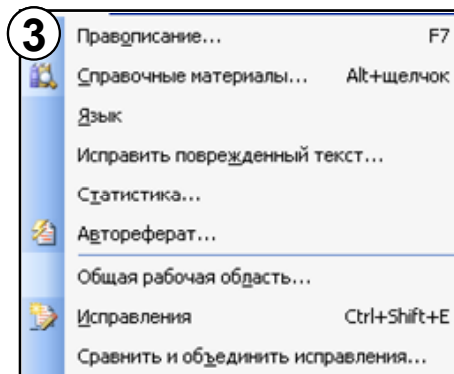 3
Правописание... F7
Справочные материалы... Alt+щелчок
Язык
Исправить поврежденный текст...
Статистика...
Автореферат...
Общая рабочая область...
Исправления Ctrl+Shift+E
Сравнить и объединить исправления...